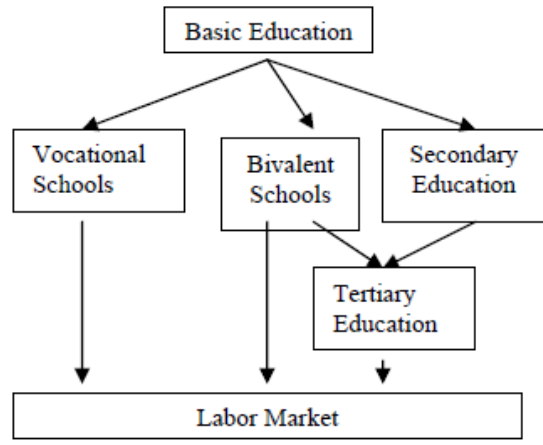 Basic Education
Vocational
Schools
Bivalent
Schools
Secondary
Education
Tertiary
Education
Labor Market